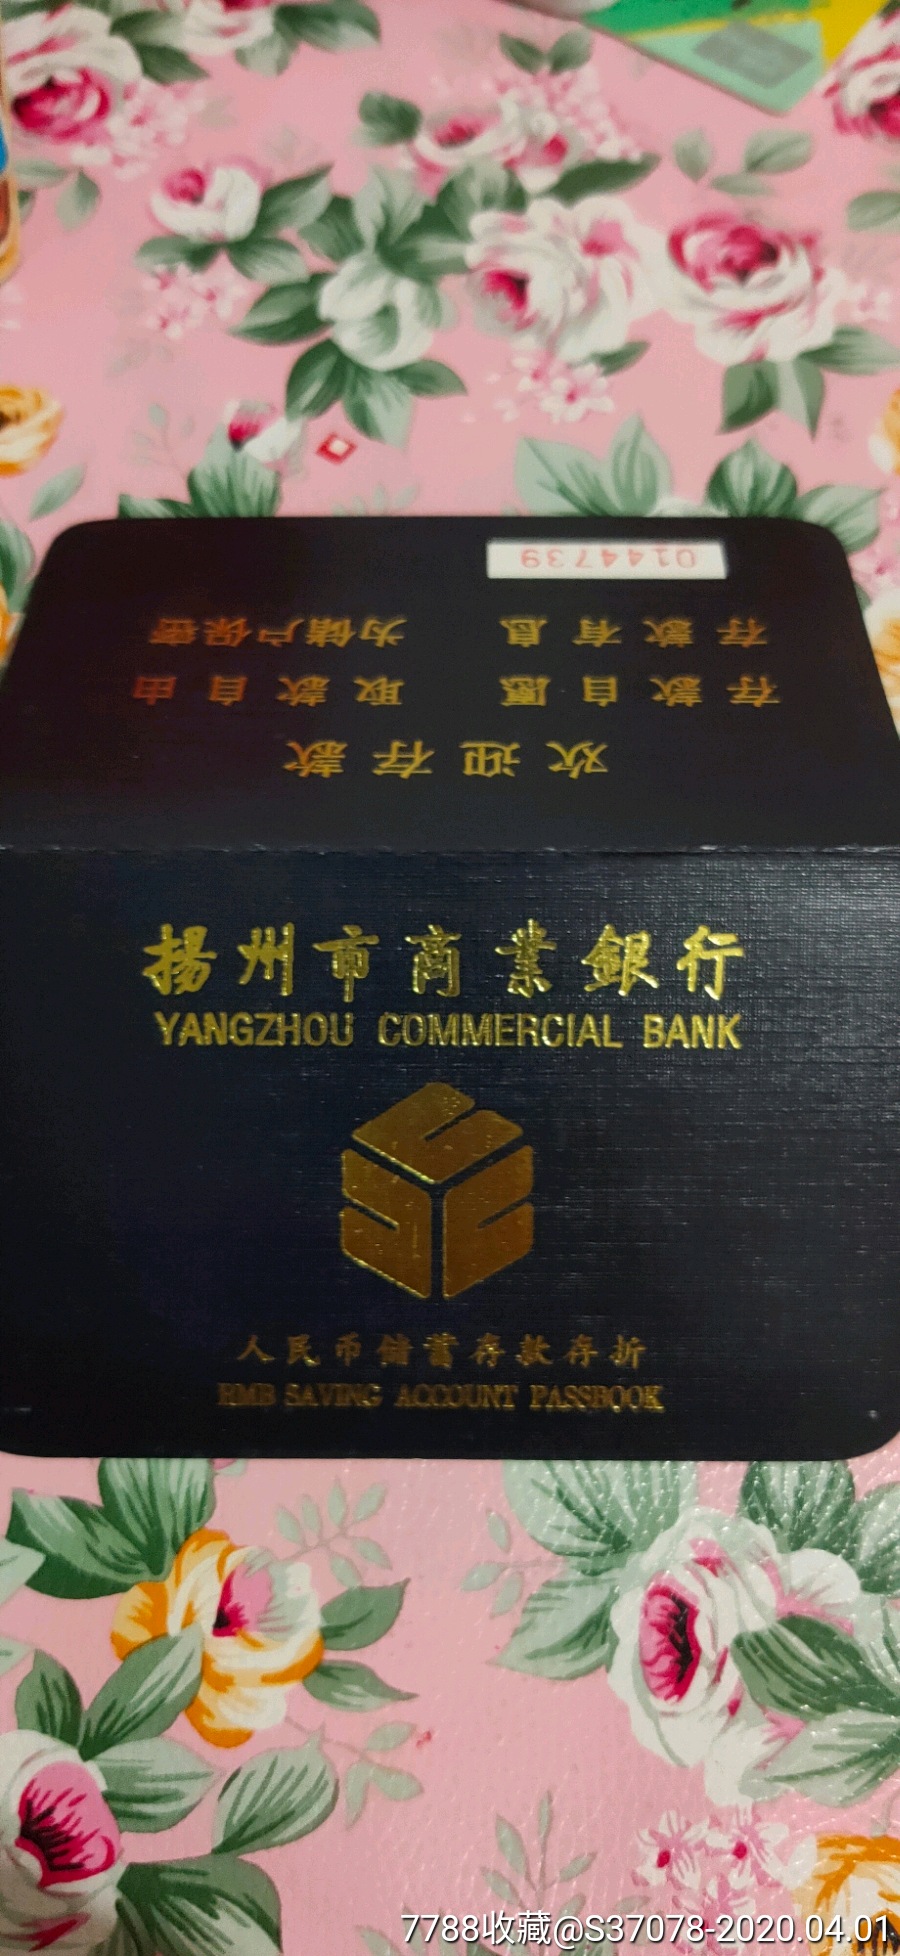 欢迎存款
存款自愿 取款自由
存款有息 为储户保密
0144739
揚州市商業銀行
YANGZHOU COMMERCIAL BANK
人民币储蓄存款存折
RMB SAVING ACCOUNT PASSBOOK
7788收藏@S37078-2020.04.01